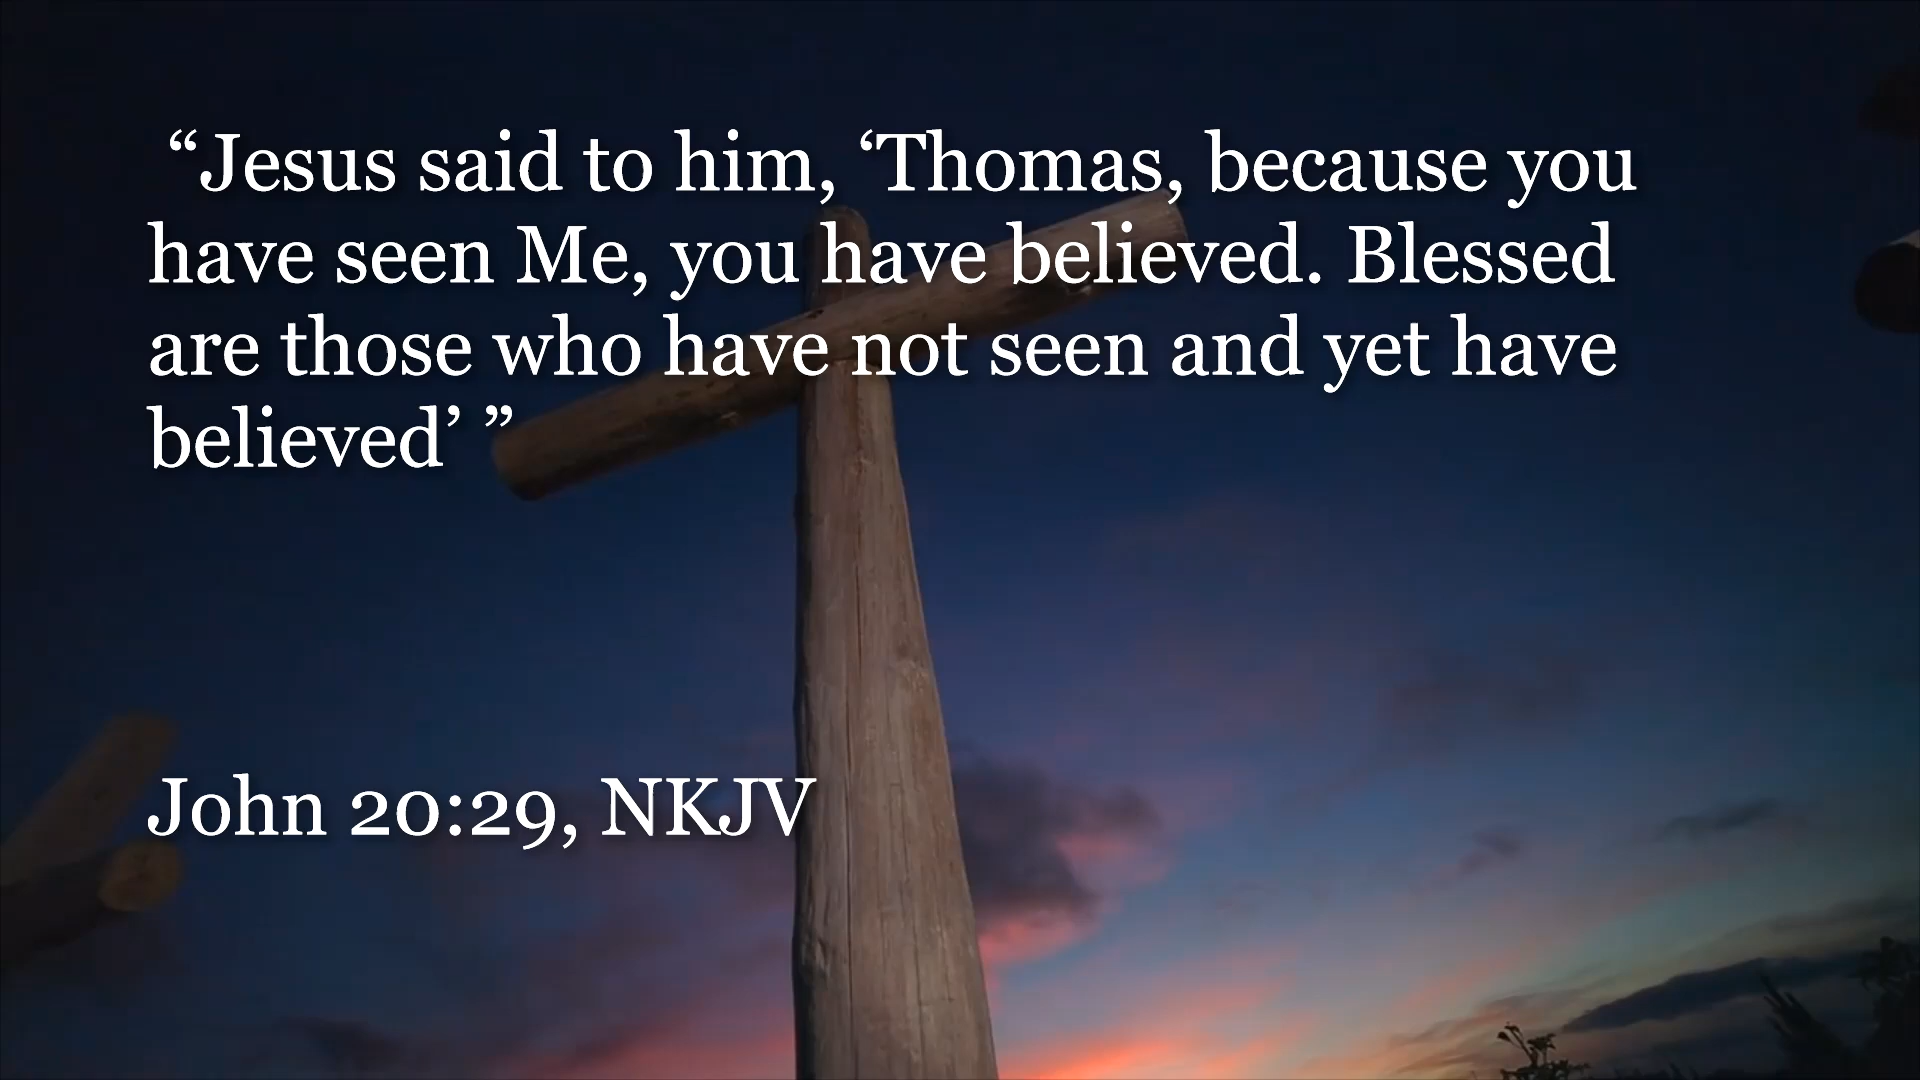 “Jesus said to him, ‘Thomas, because you
have seen Me, you have believed. Blessed
are those who have not seen and yet have
believed’ ”
John 20:29, NKJV